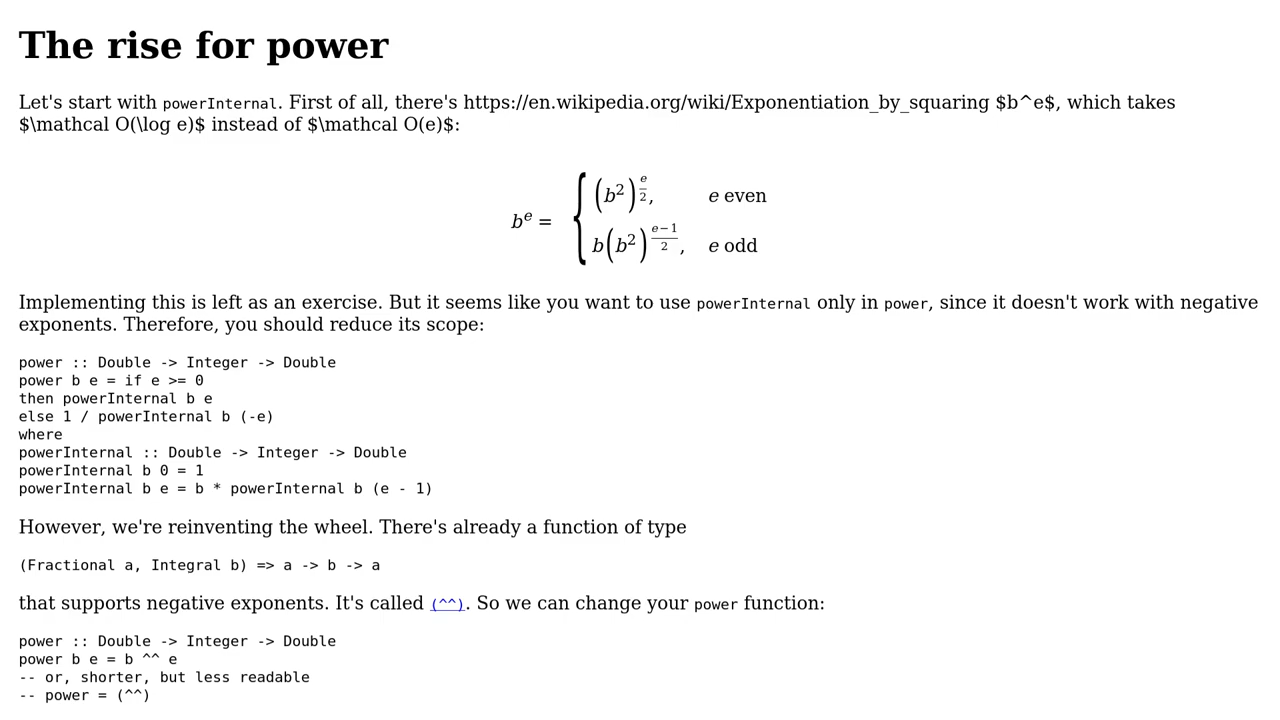 The rise for power
Let's start with powerInternal. First of all, there's https://en.wikipedia.org/wiki/Exponentiation_by_squaring $b^e$, which takes
$\mathcal O(\log e)$ instead of $\mathcal O(e)$:
b^e = { (b^2)^{\frac{e}{2}}, e even
b(b^2)^{\frac{e-1}{2}}, e odd
Implementing this is left as an exercise. But it seems like you want to use powerInternal only in power, since it doesn't work with negative
exponents. Therefore, you should reduce its scope:
power :: Double -> Integer -> Double
power b e = if e >= 0
then powerInternal b e
else 1 / powerInternal b (-e)
where
powerInternal :: Double -> Integer -> Double
powerInternal b 0 = 1
powerInternal b e = b * powerInternal b (e - 1)
However, we're reinventing the wheel. There's already a function of type
(Fractional a, Integral b) => a -> b -> a
that supports negative exponents. It's called (^^). So we can change your power function:
power :: Double -> Integer -> Double
power b e = b ^^ e
-- or, shorter, but less readable
-- power = (^^)